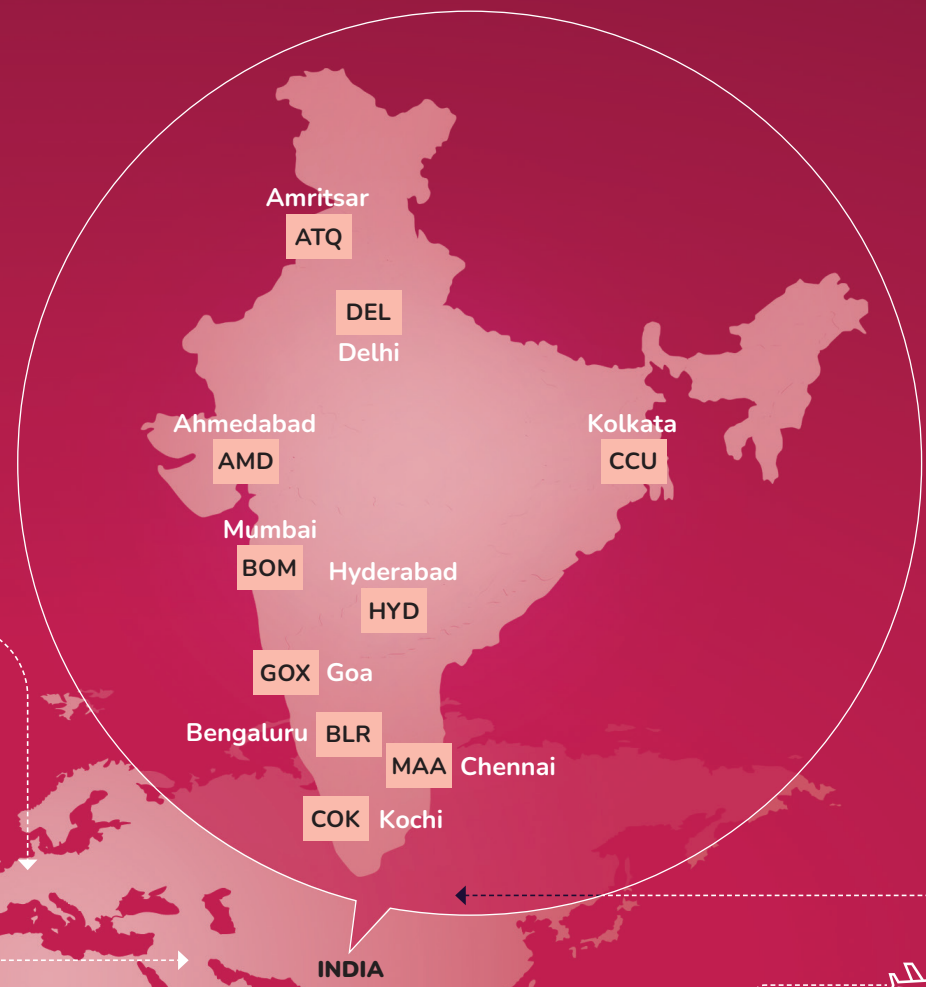 Amritsar
ATQ
DEL
Delhi
Ahmedabad
AMD
Kolkata
CCU
Mumbai
BOM
Hyderabad
HYD
GOX Goa
Bengaluru BLR
MAA Chennai
COK Kochi
INDIA